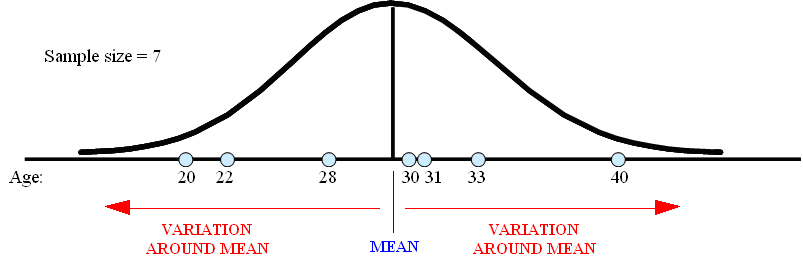 Sample size = 7
Age:
20 22 28 30 31 33 40
VARIATION
AROUND MEAN
MEAN
VARIATION
AROUND MEAN